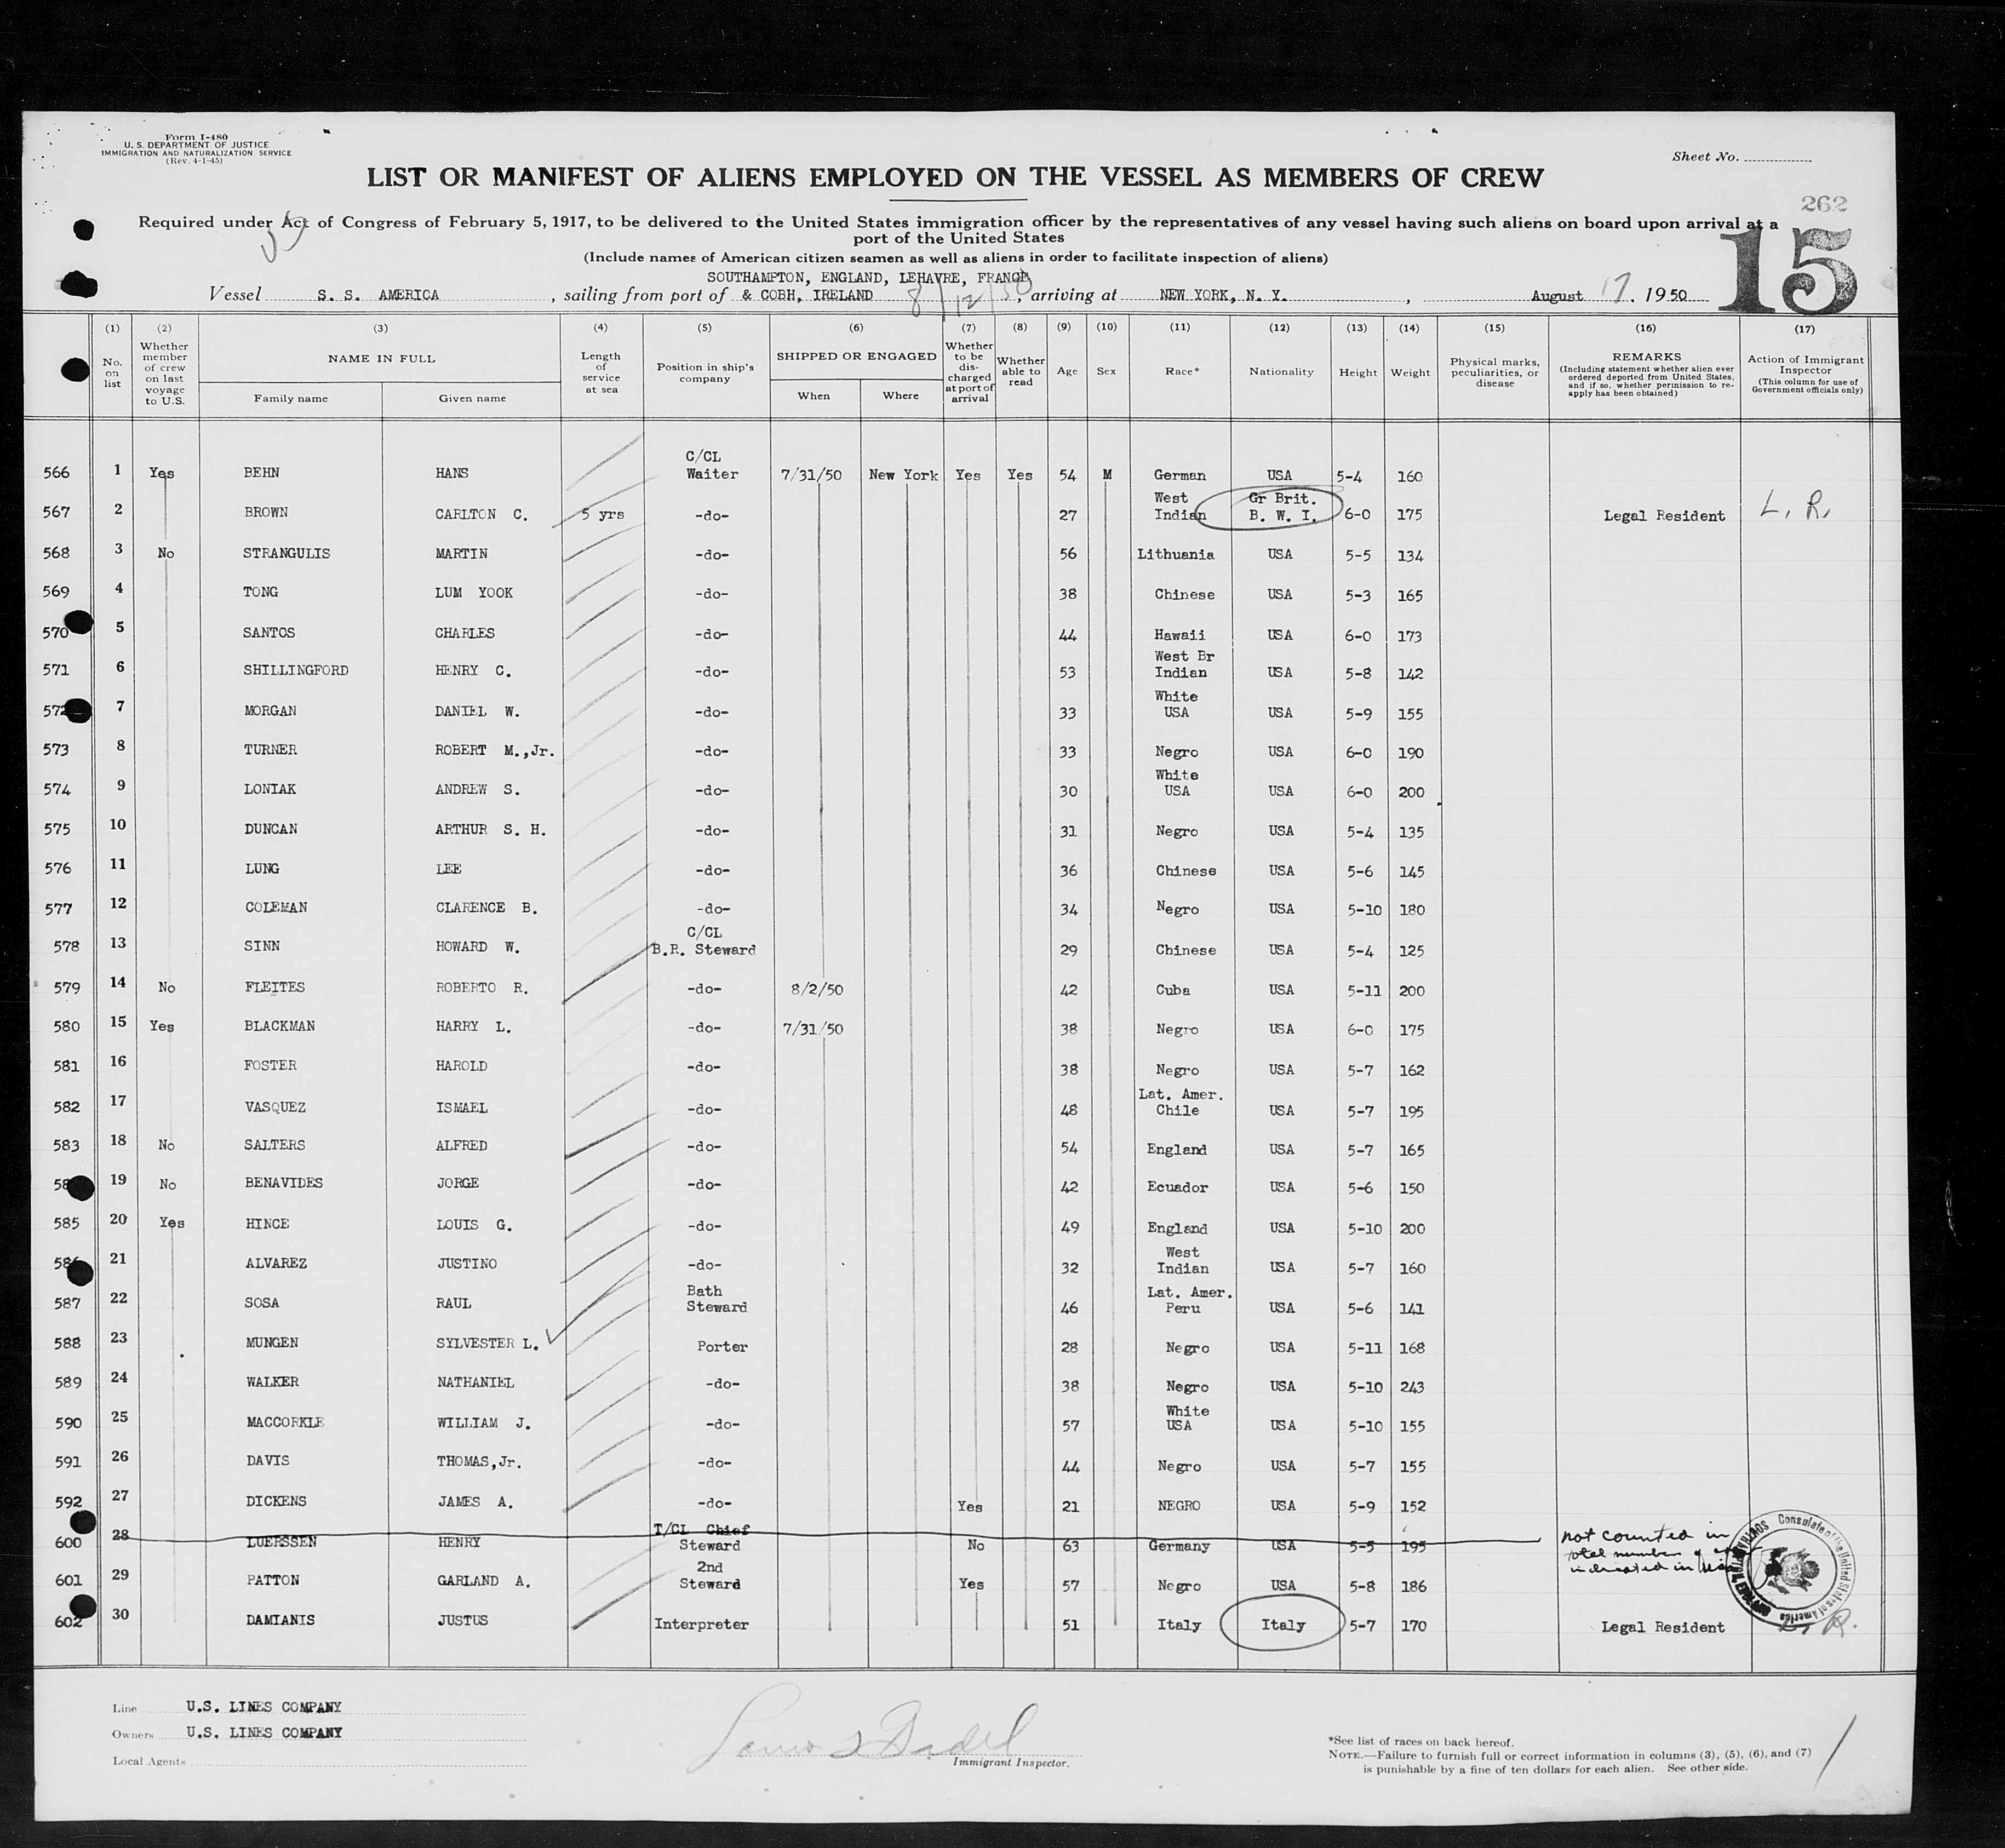 Form I-480
U. S. DEPARTMENT OF JUSTICE
IMMIGRATION AND NATURALIZATION SERVICE
(Rev. 4-1-45)
Sheet No.
LIST OR MANIFEST OF ALIENS EMPLOYED ON THE VESSEL AS MEMBERS OF CREW
262
Required under Act of Congress of February 5, 1917, to be delivered to the United States immigration officer by the representatives of any vessel having such aliens on board upon arrival at a
port of the United States
15
(Include names of American citizen seamen as well as aliens in order to facilitate inspection of aliens)
SOUTHAMPTON, ENGLAND, LEHAVRE, FRANCE
Vessel S. S. AMERICA, sailing from port of & COBH, IRELAND 8/12/50, arriving at NEW YORK, N. Y., August 17, 1950
(1) (2) (3) (4) (5) (6) (7) (8) (9) (10) (11) (12) (13) (14) (15) (16) (17)
No. on list
Whether member of crew on last voyage to U.S.
NAME IN FULL
Family name Given name
Length of service at sea
Position in ship's company
SHIPPED OR ENGAGED
When Where
Whether to be discharged at port of arrival
Whether able to read
Age
Sex
Race*
Nationality
Height
Weight
Physical marks, peculiarities, or disease
REMARKS
(Including statement whether alien ever ordered deported from United States, and if so, whether permission to reapply has been obtained)
Action of Immigrant Inspector
(This column for use of Government officials only)
566 1 Yes BEHN HANS C/CL Waiter 7/31/50 New York Yes Yes 54 M German USA 5-4 160
567 2 BROWN CARLTON C. 5 yrs -do- 27 West Indian Gr Brit. B. W. I. 6-0 175 Legal Resident L. R.
568 3 No STRANGULIS MARTIN -do- 56 Lithuania USA 5-5 134
569 4 TONG LUM YOOK -do- 38 Chinese USA 5-3 165
570 5 SANTOS CHARLES -do- 44 Hawaii USA 6-0 173
571 6 SHILLINGFORD HENRY C. -do- 53 West Br Indian USA 5-8 142
572 7 MORGAN DANIEL W. -do- 33 White USA USA 5-9 155
573 8 TURNER ROBERT M.,Jr. -do- 33 Negro USA 6-0 190
574 9 LONIAK ANDREW S. -do- 30 White USA USA 6-0 200
575 10 DUNCAN ARTHUR S. H. -do- 31 Negro USA 5-4 135
576 11 LUNG LEE -do- 36 Chinese USA 5-6 145
577 12 COLEMAN CLARENCE B. -do- 34 Negro USA 5-10 180
578 13 SINN HOWARD W. C/CL B.R. Steward 29 Chinese USA 5-4 125
579 14 No FLEITES ROBERTO R. -do- 8/2/50 42 Cuba USA 5-11 200
580 15 Yes BLACKMAN HARRY L. -do- 7/31/50 38 Negro USA 6-0 175
581 16 FOSTER HAROLD -do- 38 Negro USA 5-7 162
582 17 VASQUEZ ISMAEL -do- 48 Lat. Amer. Chile USA 5-7 195
583 18 No SALTERS ALFRED -do- 54 England USA 5-7 165
58 19 No BENAVIDES JORGE -do- 42 Ecuador USA 5-6 150
585 20 Yes HINCE LOUIS G. -do- 49 England USA 5-10 200
586 21 ALVAREZ JUSTINO -do- 32 West Indian USA 5-7 160
587 22 SOSA RAUL Bath Steward 46 Lat. Amer. Peru USA 5-6 141
588 23 MUNGEN SYLVESTER L. Porter 28 Negro USA 5-11 168
589 24 WALKER NATHANIEL -do- 38 Negro USA 5-10 243
590 25 MACCORKLE WILLIAM J. -do- 57 White USA USA 5-10 155
591 26 DAVIS THOMAS,Jr. -do- 44 Negro USA 5-7 155
592 27 DICKENS JAMES A. -do- Yes 21 NEGRO USA 5-9 152
600 28 LUERSSEN HENRY T/CL Chief Steward No 63 Germany USA 5-5 195 not counted in total number
601 29 PATTON GARLAND A. 2nd Steward Yes 57 Negro USA 5-8 186
602 30 DAMIANIS JUSTUS Interpreter 51 Italy Italy 5-7 170 Legal Resident L. R.
Consulate of the United States of America
Line U.S. LINES COMPANY
Owners U.S. LINES COMPANY
Local Agents
Immigrant Inspector.
*See list of races on back hereof.
NOTE.—Failure to furnish full or correct information in columns (3), (5), (6), and (7)
is punishable by a fine of ten dollars for each alien. See other side.